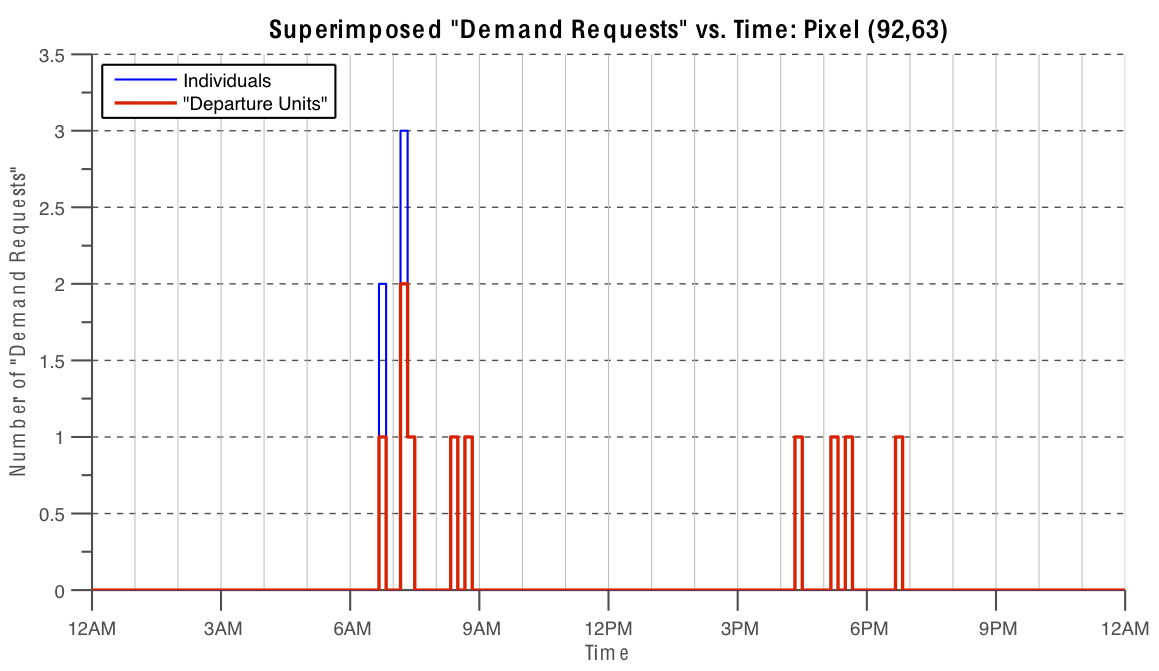 Superimposed "Demand Requests" vs. Time: Pixel (92,63)
3.5
Individuals
"Departure Units"
3
2.5
2
1.5
1
0.5
0
Number of "Demand Requests"
12AM 3AM 6AM 9AM 12PM 3PM 6PM 9PM 12AM
Time